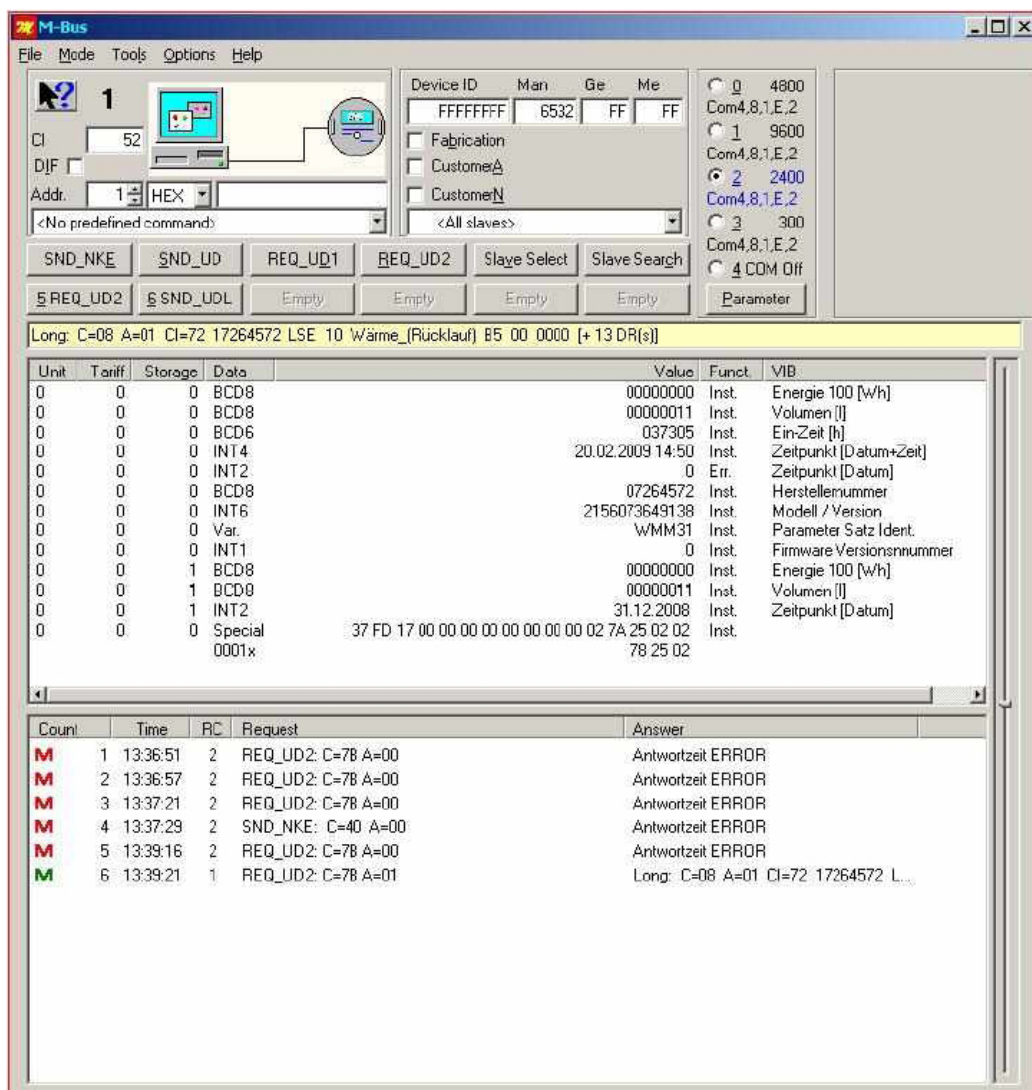 M-Bus
File Mode Tools Options Help
1
CI 52
DIF
Addr. 1 HEX
<No predefined command>
Device ID Man Ge Me
FFFFFFFF 6532 FF FF
Fabrication
CustomerA
CustomerN
<All slaves>
0 4800
Com4,8,1,E,2
1 9600
Com4,8,1,E,2
2 2400
Com4,8,1,E,2
3 300
Com4,8,1,E,2
4 COM Off
SND_NKE SND_UD REQ_UD1 REQ_UD2 Slave Select Slave Search
5 REQ_UD2 6 SND_UDL Empty Empty Empty Empty Parameter
Long: C=08 A=01 CI=72 17264572 LSE 10 Wärme_(Rücklauf) B5 00 0000 [+ 13 DR(s)]
Unit Tariff Storage Data Value Funct. VIB
0 0 0 BCD8 00000000 Inst. Energie 100 [Wh]
0 0 0 BCD8 00000011 Inst. Volumen [l]
0 0 0 BCD6 037305 Inst. Ein-Zeit [h]
0 0 0 INT4 20.02.2009 14:50 Inst. Zeitpunkt [Datum+Zeit]
0 0 0 INT2 0 Err. Zeitpunkt [Datum]
0 0 0 BCD8 07264572 Inst. Herstellernummer
0 0 0 INT6 2156073649138 Inst. Modell / Version
0 0 0 Var. WMM31 Inst. Parameter Satz Ident.
0 0 0 INT1 0 Inst. Firmware Versionsnnummer
0 0 1 BCD8 00000000 Inst. Energie 100 [Wh]
0 0 1 BCD8 00000011 Inst. Volumen [l]
0 0 1 INT2 31.12.2008 Inst. Zeitpunkt [Datum]
0 0 0 Special 37 FD 17 00 00 00 00 00 00 00 00 02 7A 25 02 02 Inst.
0001x 78 25 02
Count Time RC Request Answer
M 1 13:36:51 2 REQ_UD2: C=7B A=00 Antwortzeit ERROR
M 2 13:36:57 2 REQ_UD2: C=7B A=00 Antwortzeit ERROR
M 3 13:37:21 2 REQ_UD2: C=7B A=00 Antwortzeit ERROR
M 4 13:37:29 2 SND_NKE: C=40 A=00 Antwortzeit ERROR
M 5 13:39:16 2 REQ_UD2: C=7B A=00 Antwortzeit ERROR
M 6 13:39:21 1 REQ_UD2: C=7B A=01 Long: C=08 A=01 CI=72 17264572 L...